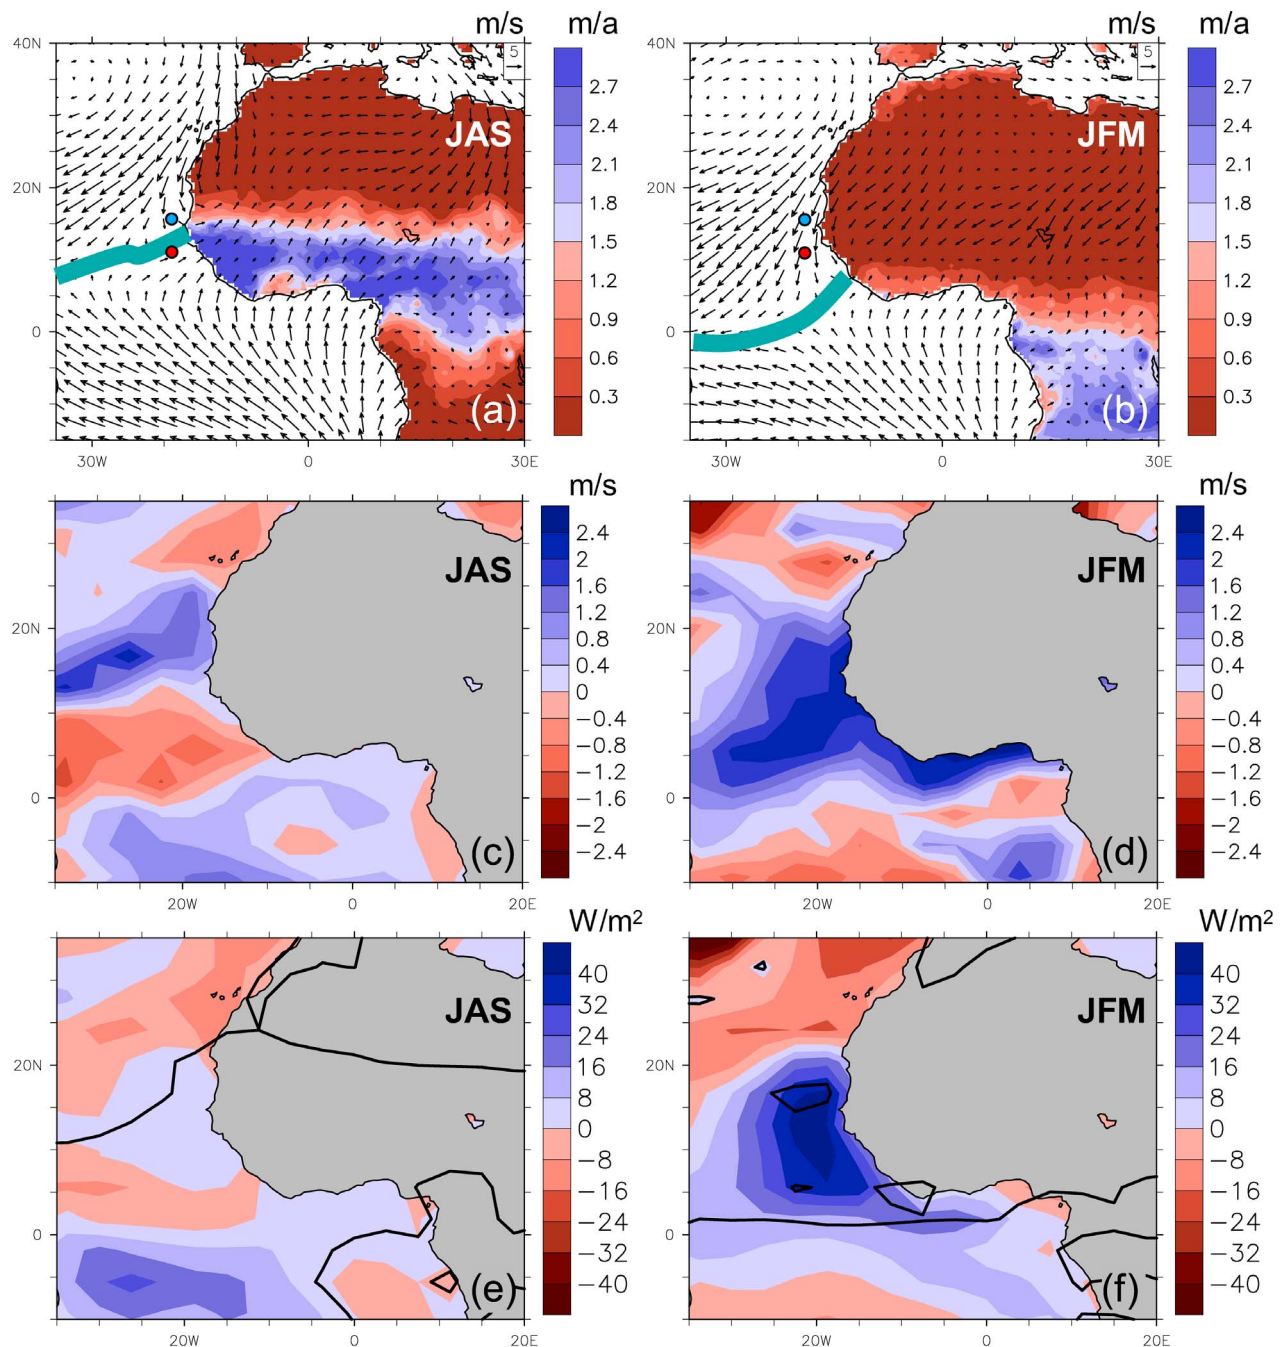 m/s m/a
40N
5
2.7
2.4
2.1
1.8
1.5
1.2
0.9
0.6
0.3
JAS
20N
0
(a)
30W 0 30E
m/s m/a
40N
5
2.7
2.4
2.1
1.8
1.5
1.2
0.9
0.6
0.3
JFM
20N
0
(b)
30W 0 30E
m/s
2.4
2
1.6
1.2
0.8
0.4
0
−0.4
−0.8
−1.2
−1.6
−2
−2.4
JAS
20N
0
(c)
20W 0 20E
m/s
2.4
2
1.6
1.2
0.8
0.4
0
−0.4
−0.8
−1.2
−1.6
−2
−2.4
JFM
20N
0
(d)
20W 0 20E
W/m²
40
32
24
16
8
0
−8
−16
−24
−32
−40
JAS
20N
0
(e)
20W 0 20E
W/m²
40
32
24
16
8
0
−8
−16
−24
−32
−40
JFM
20N
0
(f)
20W 0 20E